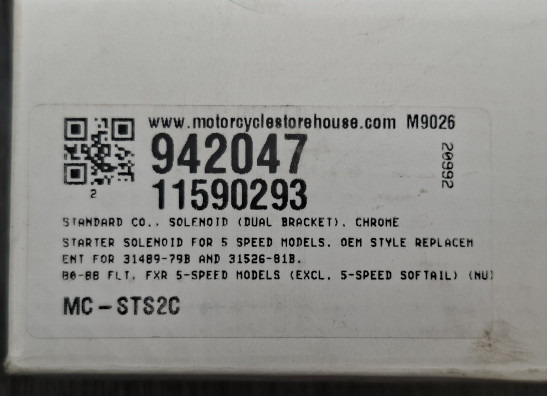 www.motorcyclestorehouse.com M9026
942047
20992
11590293
2
STANDARD CO., SOLENOID (DUAL BRACKET). CHROME
STARTER SOLENOID FOR 5 SPEED MODELS. OEM STYLE REPLACEM
ENT FOR 31489-79B AND 31526-81B.
80-88 FLT, FXR 5-SPEED MODELS (EXCL. 5-SPEED SOFTAIL) (NU)
MC-STS2C